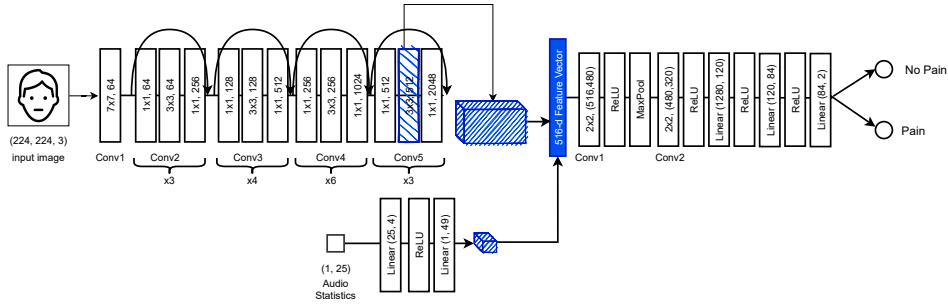 (224, 224, 3)
input image
7x7, 64
Conv1
1x1, 64
3x3, 64
1x1, 256
Conv2
x3
1x1, 128
3x3, 128
1x1, 512
Conv3
x4
1x1, 256
3x3, 256
1x1, 1024
Conv4
x6
1x1, 512
3x3, 512
1x1, 2048
Conv5
x3
516-d Feature Vector
2x2, (516,480)
ReLU
MaxPool
2x2, (480,320)
ReLU
Linear (1280, 120)
ReLU
Linear (120, 84)
ReLU
Linear (84, 2)
Conv1
Conv2
No Pain
Pain
(1, 25)
Audio
Statistics
Linear (25, 4)
ReLU
Linear (1, 49)